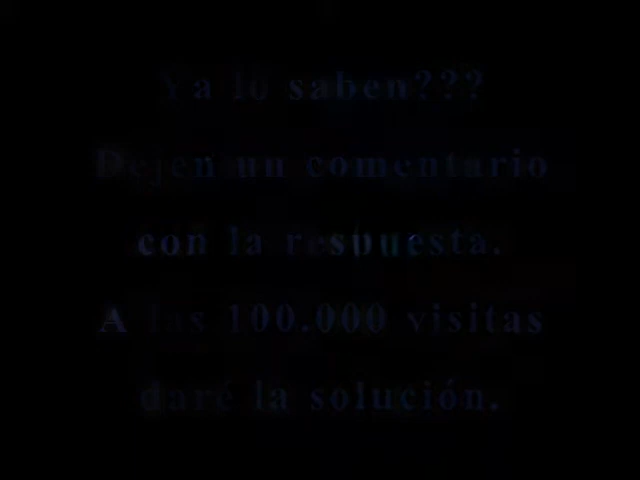 Ya lo saben???
Dejen un comentario
con la respuesta.
A las 100.000 visitas
daré la solución.